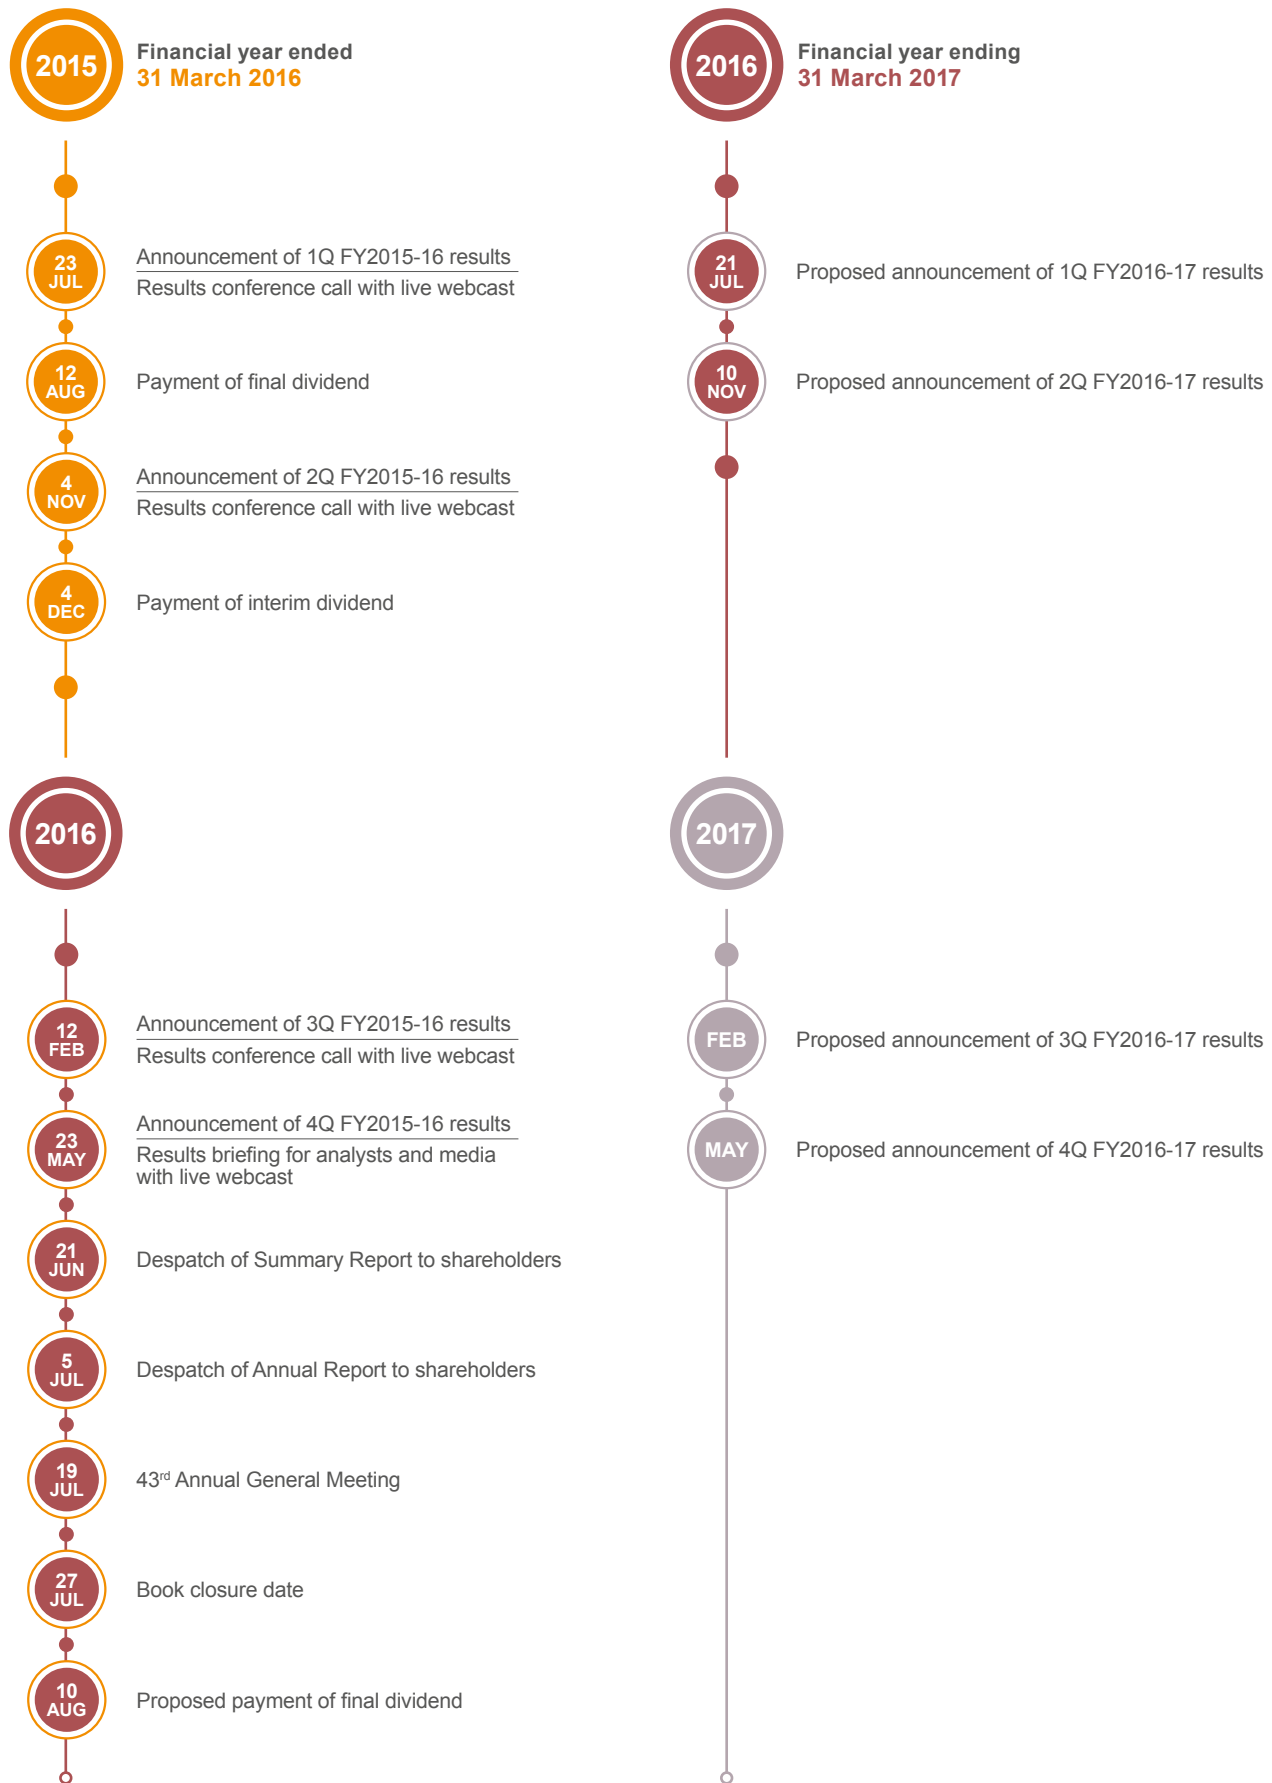 2015
Financial year ended
31 March 2016
23
JUL
Announcement of 1Q FY2015-16 results
Results conference call with live webcast
12
AUG
Payment of final dividend
4
NOV
Announcement of 2Q FY2015-16 results
Results conference call with live webcast
4
DEC
Payment of interim dividend
2016
12
FEB
Announcement of 3Q FY2015-16 results
Results conference call with live webcast
23
MAY
Announcement of 4Q FY2015-16 results
Results briefing for analysts and media
with live webcast
21
JUN
Despatch of Summary Report to shareholders
5
JUL
Despatch of Annual Report to shareholders
19
JUL
43rd Annual General Meeting
27
JUL
Book closure date
10
AUG
Proposed payment of final dividend
2016
Financial year ending
31 March 2017
21
JUL
Proposed announcement of 1Q FY2016-17 results
10
NOV
Proposed announcement of 2Q FY2016-17 results
2017
FEB
Proposed announcement of 3Q FY2016-17 results
MAY
Proposed announcement of 4Q FY2016-17 results